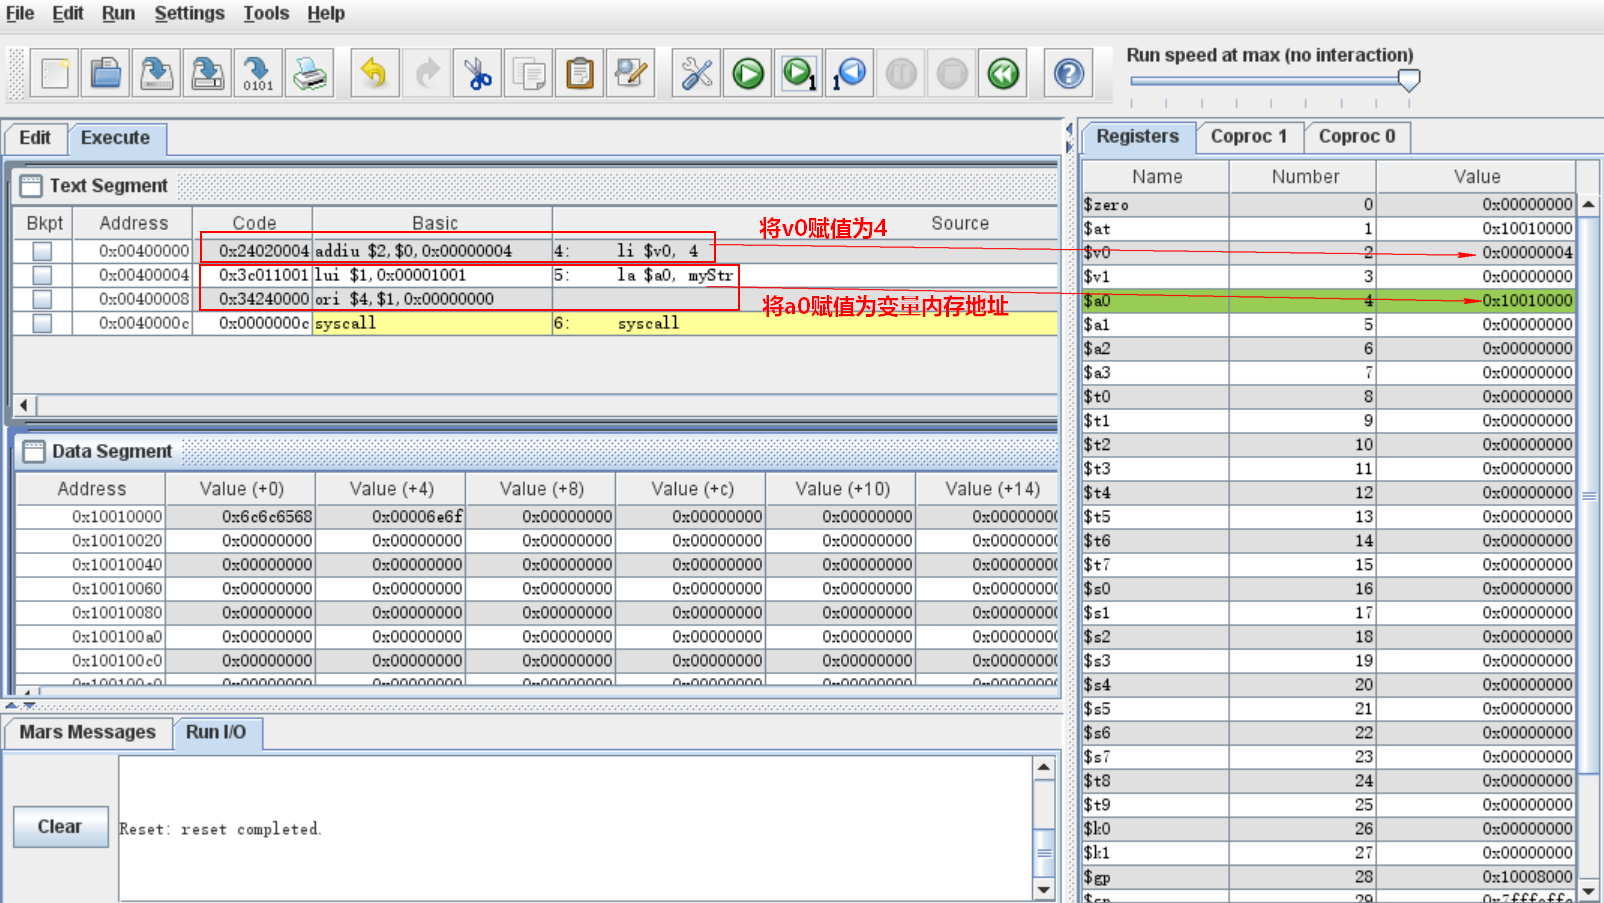 File Edit Run Settings Tools Help
Run speed at max (no interaction)
0101
1
1
Edit Execute
Registers Coproc 1 Coproc 0
Text Segment
Bkpt Address Code Basic Source
0x00400000 0x24020004 addiu $2,$0,0x00000004 4: li $v0, 4
0x00400004 0x3c011001 lui $1,0x00001001 5: la $a0, myStr
0x00400008 0x34240000 ori $4,$1,0x00000000
0x0040000c 0x0000000c syscall 6: syscall
将v0赋值为4
将a0赋值为变量内存地址
Data Segment
Address Value (+0) Value (+4) Value (+8) Value (+c) Value (+10) Value (+14)
0x10010000 0x6c6c6568 0x00006e6f 0x00000000 0x00000000 0x00000000 0x0000000
0x10010020 0x00000000 0x00000000 0x00000000 0x00000000 0x00000000 0x0000000
0x10010040 0x00000000 0x00000000 0x00000000 0x00000000 0x00000000 0x0000000
0x10010060 0x00000000 0x00000000 0x00000000 0x00000000 0x00000000 0x0000000
0x10010080 0x00000000 0x00000000 0x00000000 0x00000000 0x00000000 0x0000000
0x100100a0 0x00000000 0x00000000 0x00000000 0x00000000 0x00000000 0x0000000
0x100100c0 0x00000000 0x00000000 0x00000000 0x00000000 0x00000000 0x0000000
Mars Messages Run I/O
Clear
Reset: reset completed.
Name Number Value
$zero 0 0x00000000
$at 1 0x10010000
$v0 2 0x00000004
$v1 3 0x00000000
$a0 4 0x10010000
$a1 5 0x00000000
$a2 6 0x00000000
$a3 7 0x00000000
$t0 8 0x00000000
$t1 9 0x00000000
$t2 10 0x00000000
$t3 11 0x00000000
$t4 12 0x00000000
$t5 13 0x00000000
$t6 14 0x00000000
$t7 15 0x00000000
$s0 16 0x00000000
$s1 17 0x00000000
$s2 18 0x00000000
$s3 19 0x00000000
$s4 20 0x00000000
$s5 21 0x00000000
$s6 22 0x00000000
$s7 23 0x00000000
$t8 24 0x00000000
$t9 25 0x00000000
$k0 26 0x00000000
$k1 27 0x00000000
$gp 28 0x10008000
$sp 29 0x7fffeffc